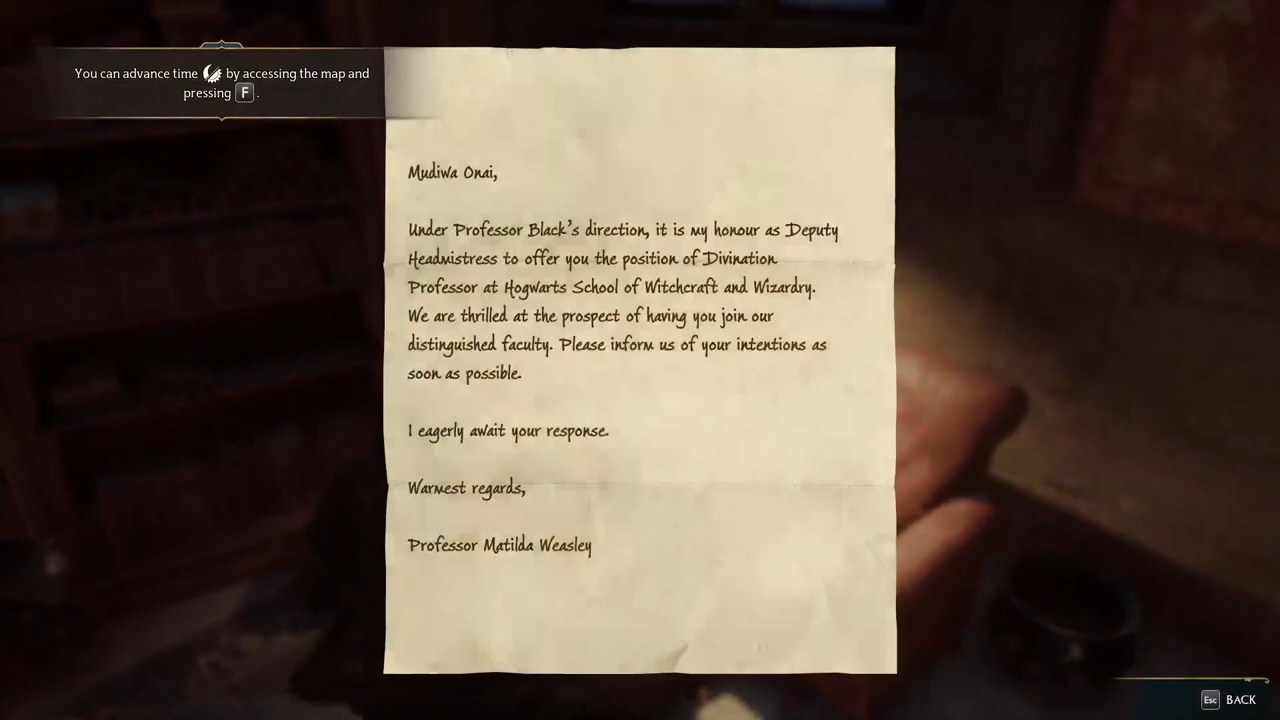 You can advance time by accessing the map and
pressing F .
Mudiwa Onai,
Under Professor Black's direction, it is my honour as Deputy
Headmistress to offer you the position of Divination
Professor at Hogwarts School of Witchcraft and Wizardry.
We are thrilled at the prospect of having you join our
distinguished faculty. Please inform us of your intentions as
soon as possible.
I eagerly await your response.
Warmest regards,
Professor Matilda Weasley
Esc BACK